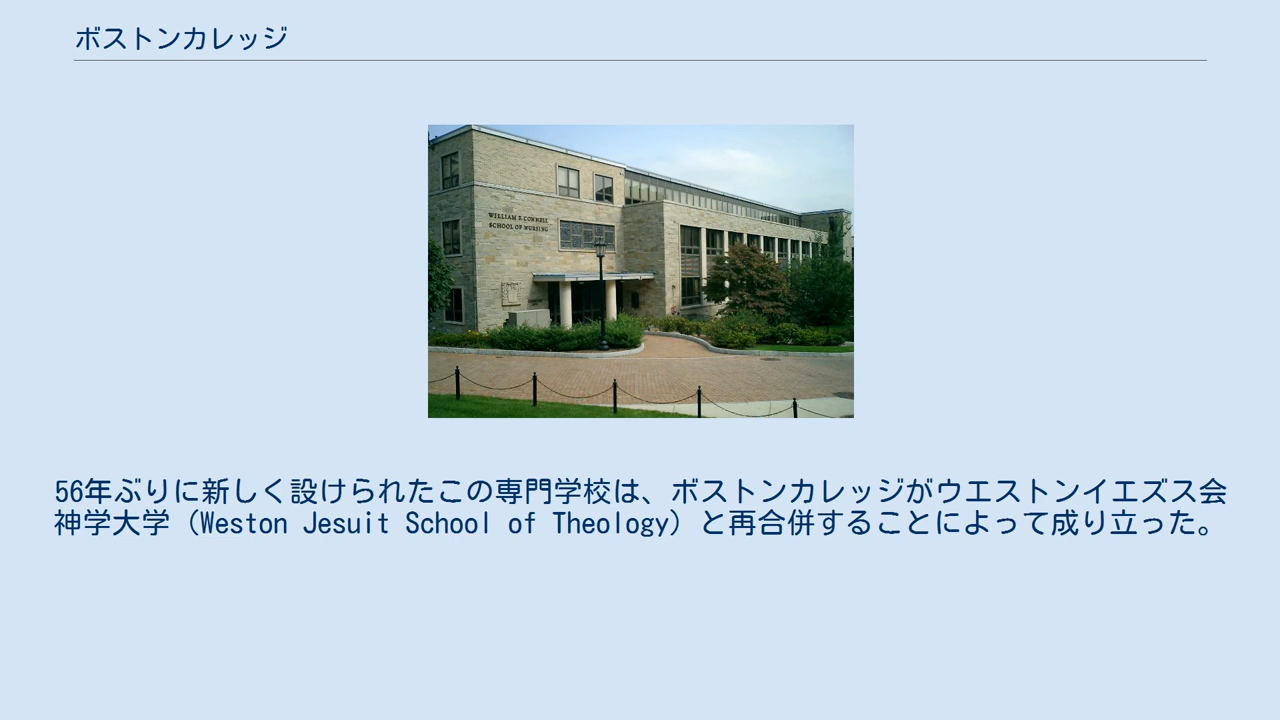 ボストンカレッジ
WILLIAM F. CONNELL
SCHOOL OF NURSING
56年ぶりに新しく設けられたこの専門学校は、ボストンカレッジがウエストンイエズス会
神学大学（Weston Jesuit School of Theology）と再合併することによって成り立った。